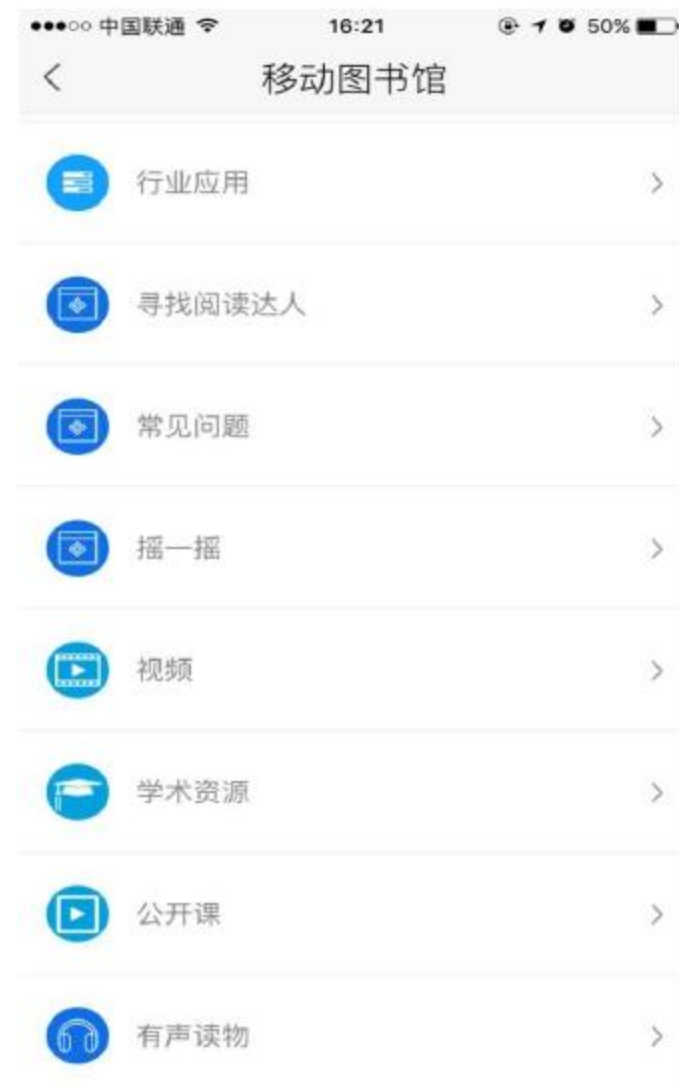 中国联通 16:21 50%
移动图书馆
行业应用
寻找阅读达人
常见问题
摇一摇
视频
学术资源
公开课
有声读物